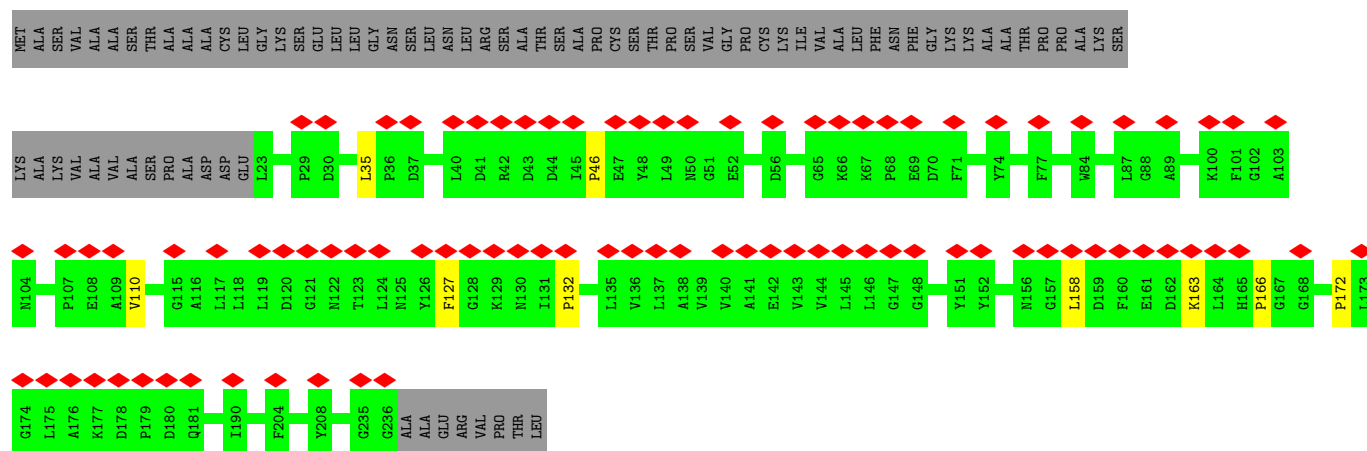 MET ALA SER VAL ALA ALA SER THR ALA ALA ALA CYS LEU GLY LYS SER GLU LEU LEU GLY ASN SER LEU ASN LEU ARG SER ALA THR SER ALA PRO CYS SER THR PRO SER VAL GLY PRO CYS LYS ILE VAL ALA LEU PHE ASN PHE GLY LYS LYS ALA ALA THR PRO PRO ALA LYS SER
LYS ALA LYS VAL ALA VAL ALA SER PRO ALA ASP ASP GLU L23 P29 D30 L35 P36 D37 L40 D41 R42 D43 D44 I45 P46 E47 Y48 L49 N50 G51 E52 D56 G65 K66 K67 P68 E69 D70 F71 Y74 F77 W84 L87 G88 A89 K100 F101 G102 A103
N104 P107 E108 A109 V110 G115 A116 L117 L118 L119 D120 G121 N122 T123 L124 N125 Y126 F127 G128 K129 N130 I131 P132 L135 V136 L137 A138 V139 V140 A141 E142 V143 V144 L145 L146 G147 G148 Y151 Y152 N156 G157 L158 D159 F160 E161 D162 K163 L164 H165 P166 G167 G168 P172 L173
G174 L175 A176 K177 D178 P179 D180 Q181 I190 F204 Y208 G235 G236 ALA ALA GLU ARG VAL PRO THR LEU